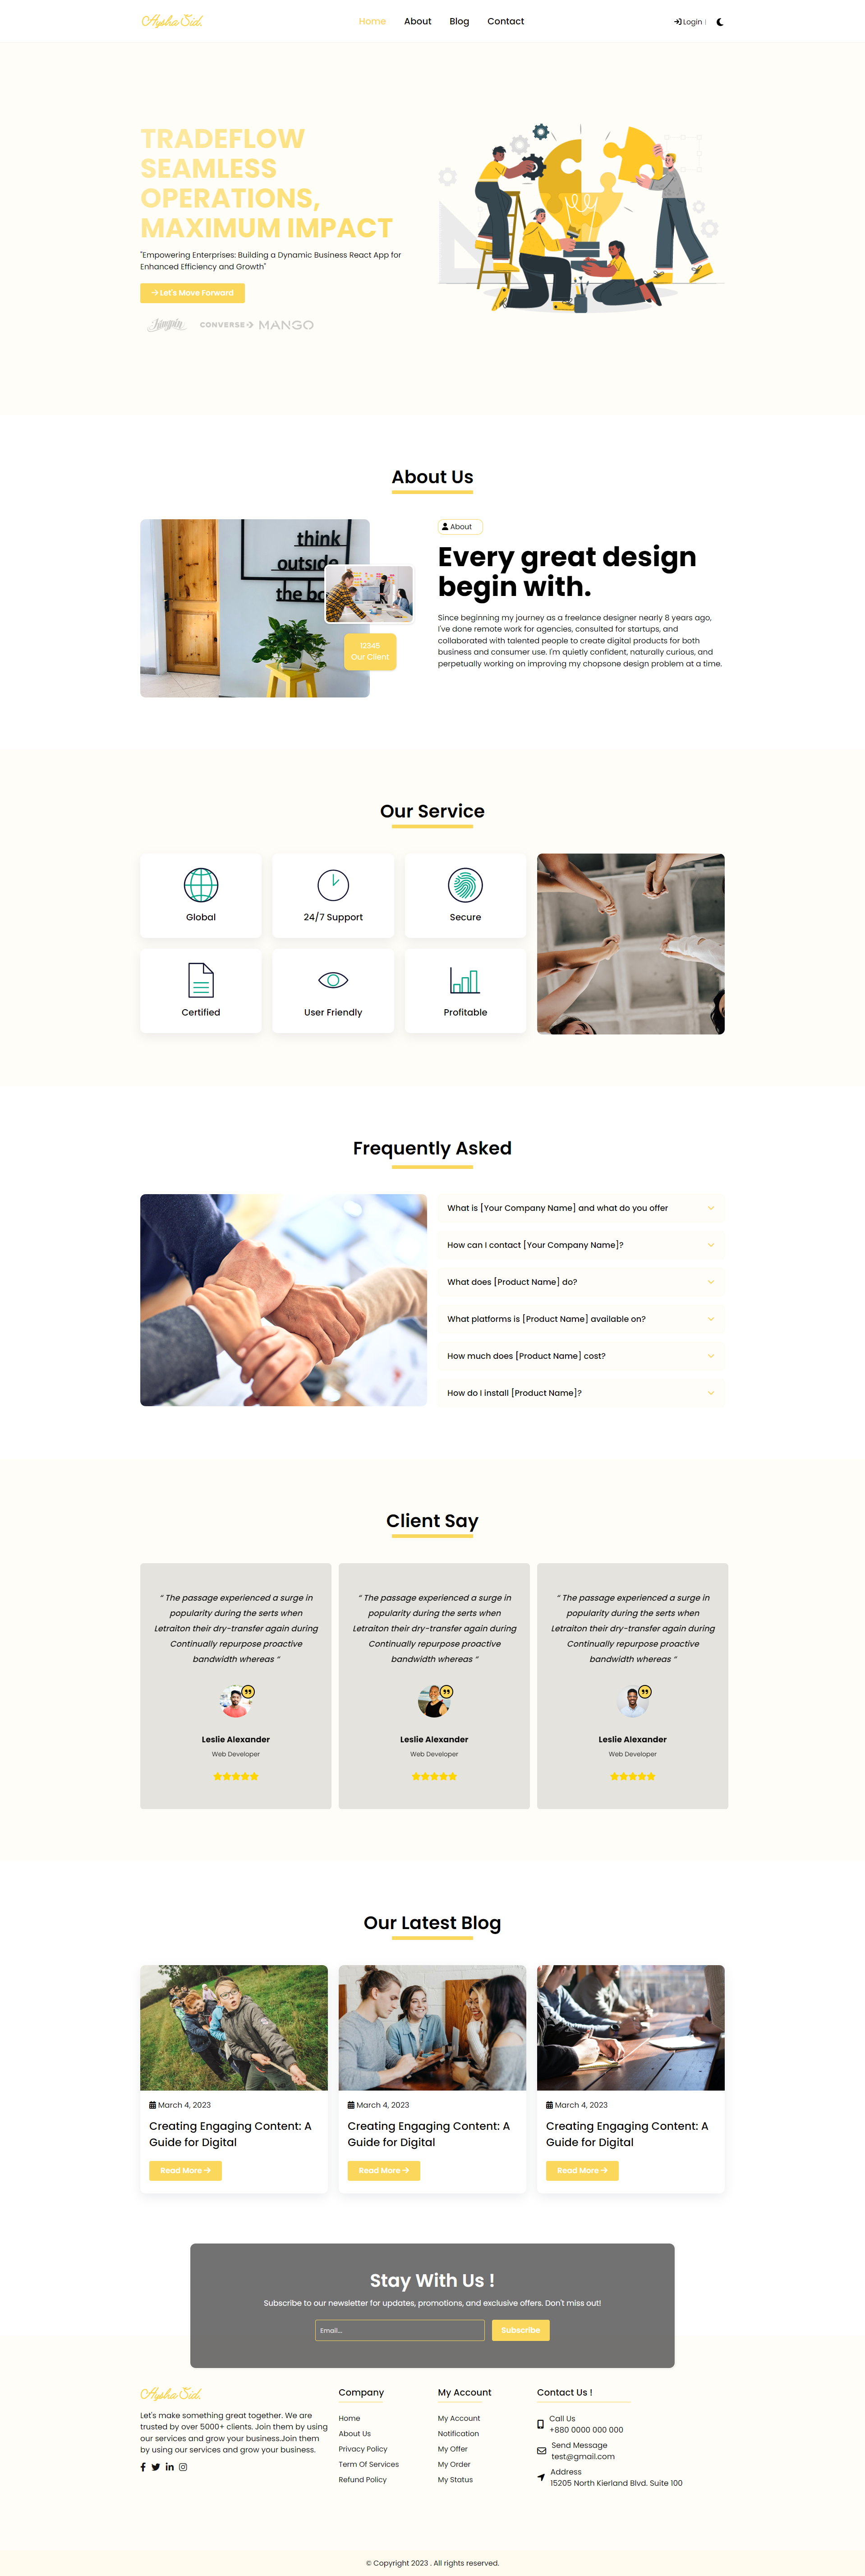 Home
About
Blog
Contact
Login
TRADEFLOW
SEAMLESS
OPERATIONS,
MAXIMUM IMPACT
"Empowering Enterprises: Building a Dynamic Business React App for
Enhanced Efficiency and Growth"
Let's Move Forward
CONVERSE
MANGO
About Us
think
outside
the bo
12345
Our Client
About
Every great design
begin with.
Since beginning my journey as a freelance designer nearly 8 years ago,
I've done remote work for agencies, consulted for startups, and
collaborated with talented people to create digital products for both
business and consumer use. I'm quietly confident, naturally curious, and
perpetually working on improving my chopsone design problem at a time.
Our Service
Global
24/7 Support
Secure
Certified
User Friendly
Profitable
Frequently Asked
What is [Your Company Name] and what do you offer
How can I contact [Your Company Name]?
What does [Product Name] do?
What platforms is [Product Name] available on?
How much does [Product Name] cost?
How do I install [Product Name]?
Client Say
“ The passage experienced a surge in
popularity during the serts when
Letraiton their dry-transfer again during
Continually repurpose proactive
bandwidth whereas “
Leslie Alexander
Web Developer
“ The passage experienced a surge in
popularity during the serts when
Letraiton their dry-transfer again during
Continually repurpose proactive
bandwidth whereas “
Leslie Alexander
Web Developer
“ The passage experienced a surge in
popularity during the serts when
Letraiton their dry-transfer again during
Continually repurpose proactive
bandwidth whereas “
Leslie Alexander
Web Developer
Our Latest Blog
March 4, 2023
Creating Engaging Content: A
Guide for Digital
Read More
March 4, 2023
Creating Engaging Content: A
Guide for Digital
Read More
March 4, 2023
Creating Engaging Content: A
Guide for Digital
Read More
Stay With Us !
Subscribe to our newsletter for updates, promotions, and exclusive offers. Don't miss out!
Email...
Subscribe
Let's make something great together. We are
trusted by over 5000+ clients. Join them by using
our services and grow your business.Join them
by using our services and grow your business.
Company
Home
About Us
Privacy Policy
Term Of Services
Refund Policy
My Account
My Account
Notification
My Offer
My Order
My Status
Contact Us !
Call Us
+880 0000 000 000
Send Message
test@gmail.com
Address
15205 North Kierland Blvd. Suite 100
© Copyright 2023 . All rights reserved.